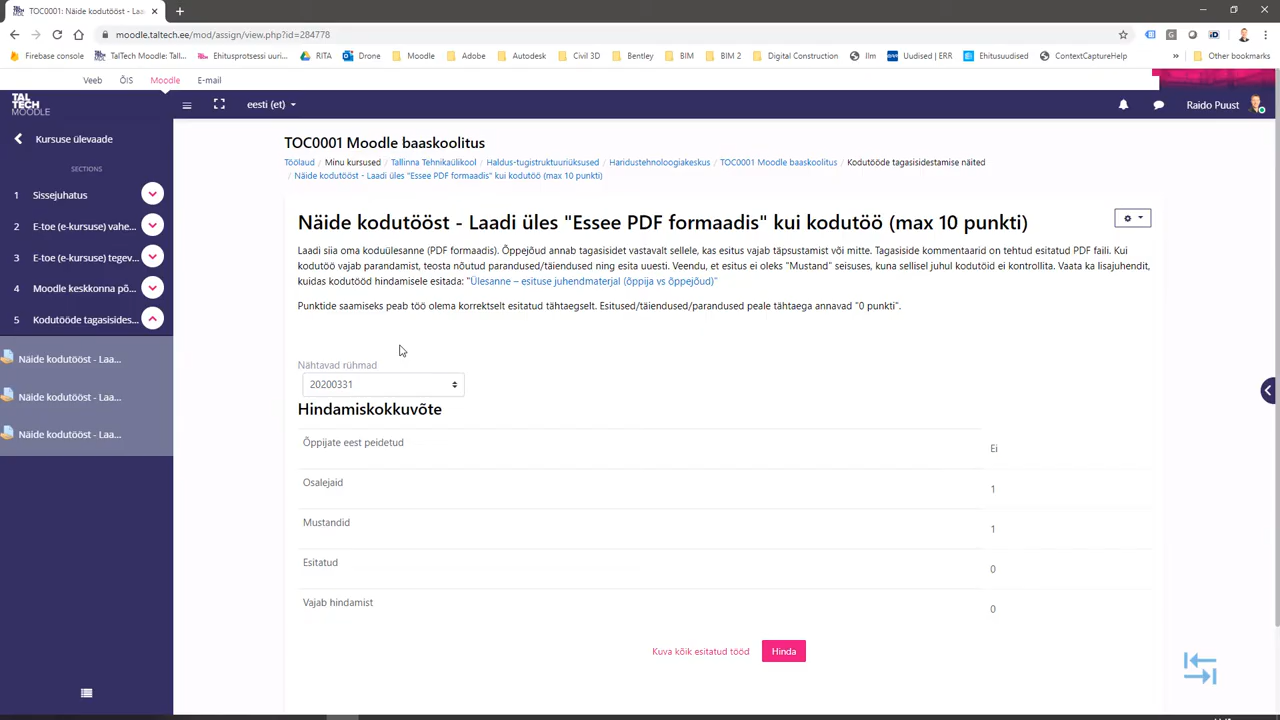 TOC0001: Näide kodutööst - Laa
moodle.taltech.ee/mod/assign/view.php?id=284778
Firebase console
TalTech Moodle: Tall...
Ehitusprotsessi uuri...
RITA
Drone
Moodle
Adobe
Autodesk
Civil 3D
Bentley
BIM
BIM 2
Digital Construction
Ilm
Uudised | ERR
Ehitusuudised
ContextCaptureHelp
»
Other bookmarks
Veeb
ÕIS
Moodle
E-mail
TAL
TECH
MOODLE
eesti (et)
Raido Puust
Kursuse ülevaade
SECTIONS
1 Sissejuhatus
2 E-toe (e-kursuse) vahe...
3 E-toe (e-kursuse) tegev...
4 Moodle keskkonna põ...
5 Kodutööde tagasisides...
Näide kodutööst - Laa...
Näide kodutööst - Laa...
Näide kodutööst - Laa...
TOC0001 Moodle baaskoolitus
Töölaud / Minu kursused / Tallinna Tehnikaülikool / Haldus-tugistruktuuriüksused / Haridustehnoloogiakeskus / TOC0001 Moodle baaskoolitus / Kodutööde tagasisidestamise näited
/ Näide kodutööst - Laadi üles "Essee PDF formaadis" kui kodutöö (max 10 punkti)
Näide kodutööst - Laadi üles "Essee PDF formaadis" kui kodutöö (max 10 punkti)
Laadi siia oma koduülesanne (PDF formaadis). Õppejõud annab tagasisidet vastavalt sellele, kas esitus vajab täpsustamist või mitte. Tagasiside kommentaarid on tehtud esitatud PDF faili. Kui
kodutöö vajab parandamist, teosta nõutud parandused/täiendused ning esita uuesti. Veendu, et esitus ei oleks "Mustand" seisuses, kuna sellisel juhul kodutöid ei kontrollita. Vaata ka lisajuhendit,
kuidas kodutööd hindamisele esitada: "Ülesanne – esituse juhendmaterjal (õppija vs õppejõud)"
Punktide saamiseks peab töö olema korrektselt esitatud tähtaegselt. Esitused/täiendused/parandused peale tähtaega annavad "0 punkti".
Nähtavad rühmad
20200331
Hindamiskokkuvõte
Õppijate eest peidetud
Ei
Osalejaid
1
Mustandid
1
Esitatud
0
Vajab hindamist
0
Kuva kõik esitatud tööd
Hinda